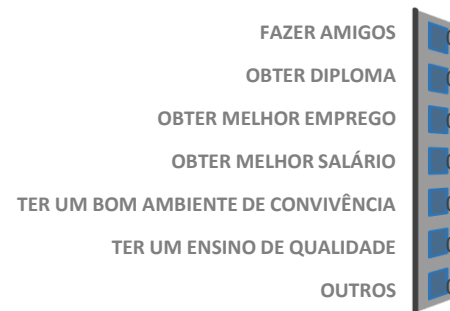 FAZER AMIGOS
OBTER DIPLOMA
OBTER MELHOR EMPREGO
OBTER MELHOR SALÁRIO
TER UM BOM AMBIENTE DE CONVIVÊNCIA
TER UM ENSINO DE QUALIDADE
OUTROS